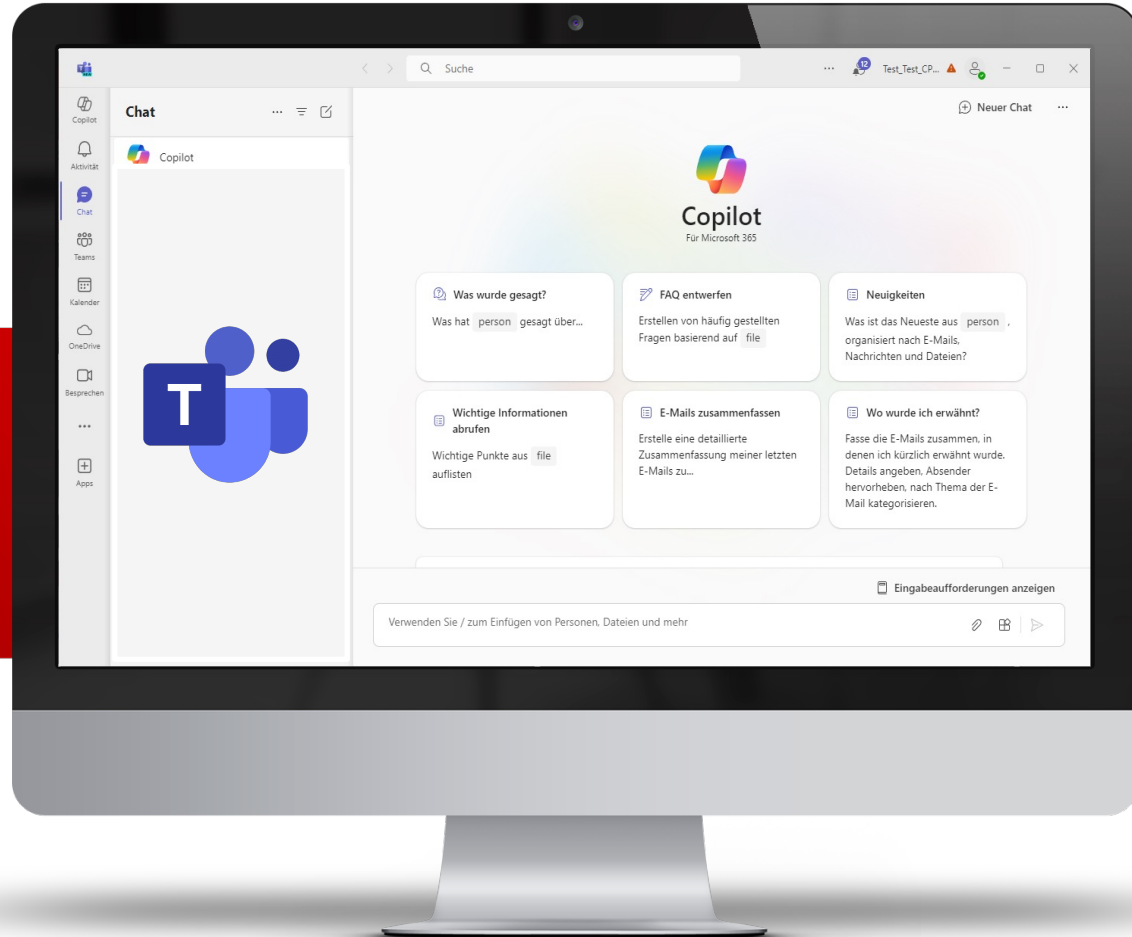 Suche
12
Test_Test_CP...
Copilot
Aktivität
Chat
Teams
Kalender
OneDrive
Besprechen
Apps
Chat
Copilot
T
Neuer Chat
Copilot
Für Microsoft 365
Was wurde gesagt?
Was hat person gesagt über...
FAQ entwerfen
Erstellen von häufig gestellten
Fragen basierend auf file
Neuigkeiten
Was ist das Neueste aus person ,
organisiert nach E-Mails,
Nachrichten und Dateien?
Wichtige Informationen
abrufen
Wichtige Punkte aus file
auflisten
E-Mails zusammenfassen
Erstelle eine detaillierte
Zusammenfassung meiner letzten
E-Mails zu...
Wo wurde ich erwähnt?
Fasse die E-Mails zusammen, in
denen ich kürzlich erwähnt wurde.
Details angeben, Absender
hervorheben, nach Thema der E-
Mail kategorisieren.
Eingabeaufforderungen anzeigen
Verwenden Sie / zum Einfügen von Personen, Dateien und mehr